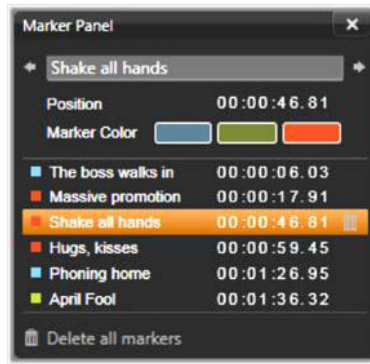 Marker Panel
Shake all hands
Position 00:00:46.81
Marker Color
The boss walks in 00:00:06.03
Massive promotion 00:00:17.91
Shake all hands 00:00:46.81
Hugs, kisses 00:00:59.45
Phoning home 00:01:26.95
April Fool 00:01:36.32
Delete all markers